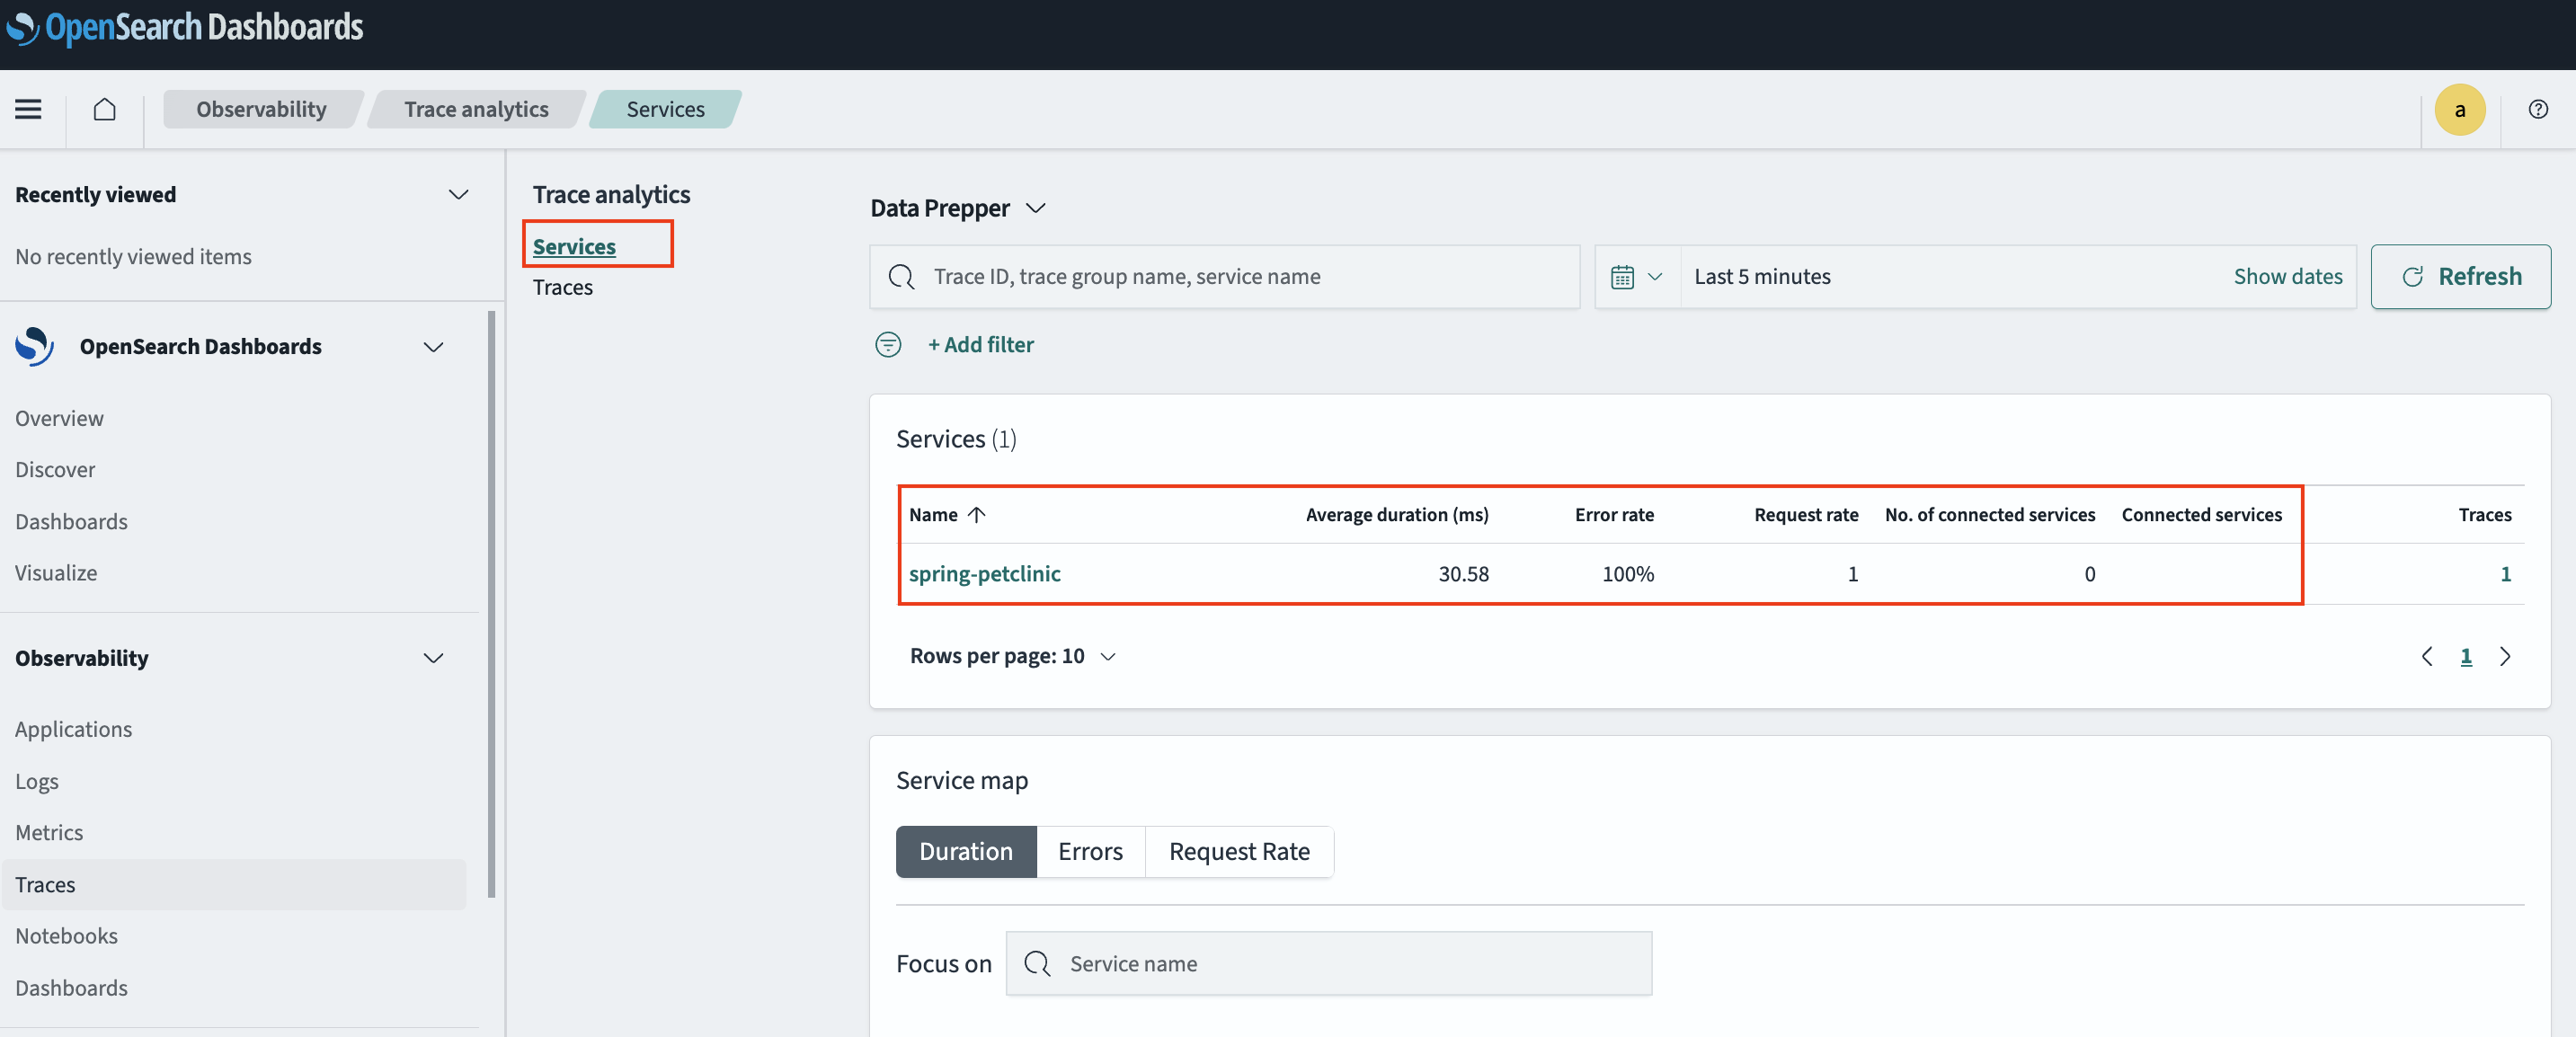 OpenSearch Dashboards
Observability
Trace analytics
Services
a
Recently viewed
No recently viewed items
OpenSearch Dashboards
Overview
Discover
Dashboards
Visualize
Observability
Applications
Logs
Metrics
Traces
Notebooks
Dashboards
Trace analytics
Services
Traces
Data Prepper
Trace ID, trace group name, service name
Last 5 minutes
Show dates
Refresh
+ Add filter
Services (1)
Name Average duration (ms) Error rate Request rate No. of connected services Connected services Traces
spring-petclinic 30.58 100% 1 0 1
Rows per page: 10
1
Service map
Duration Errors Request Rate
Focus on Service name